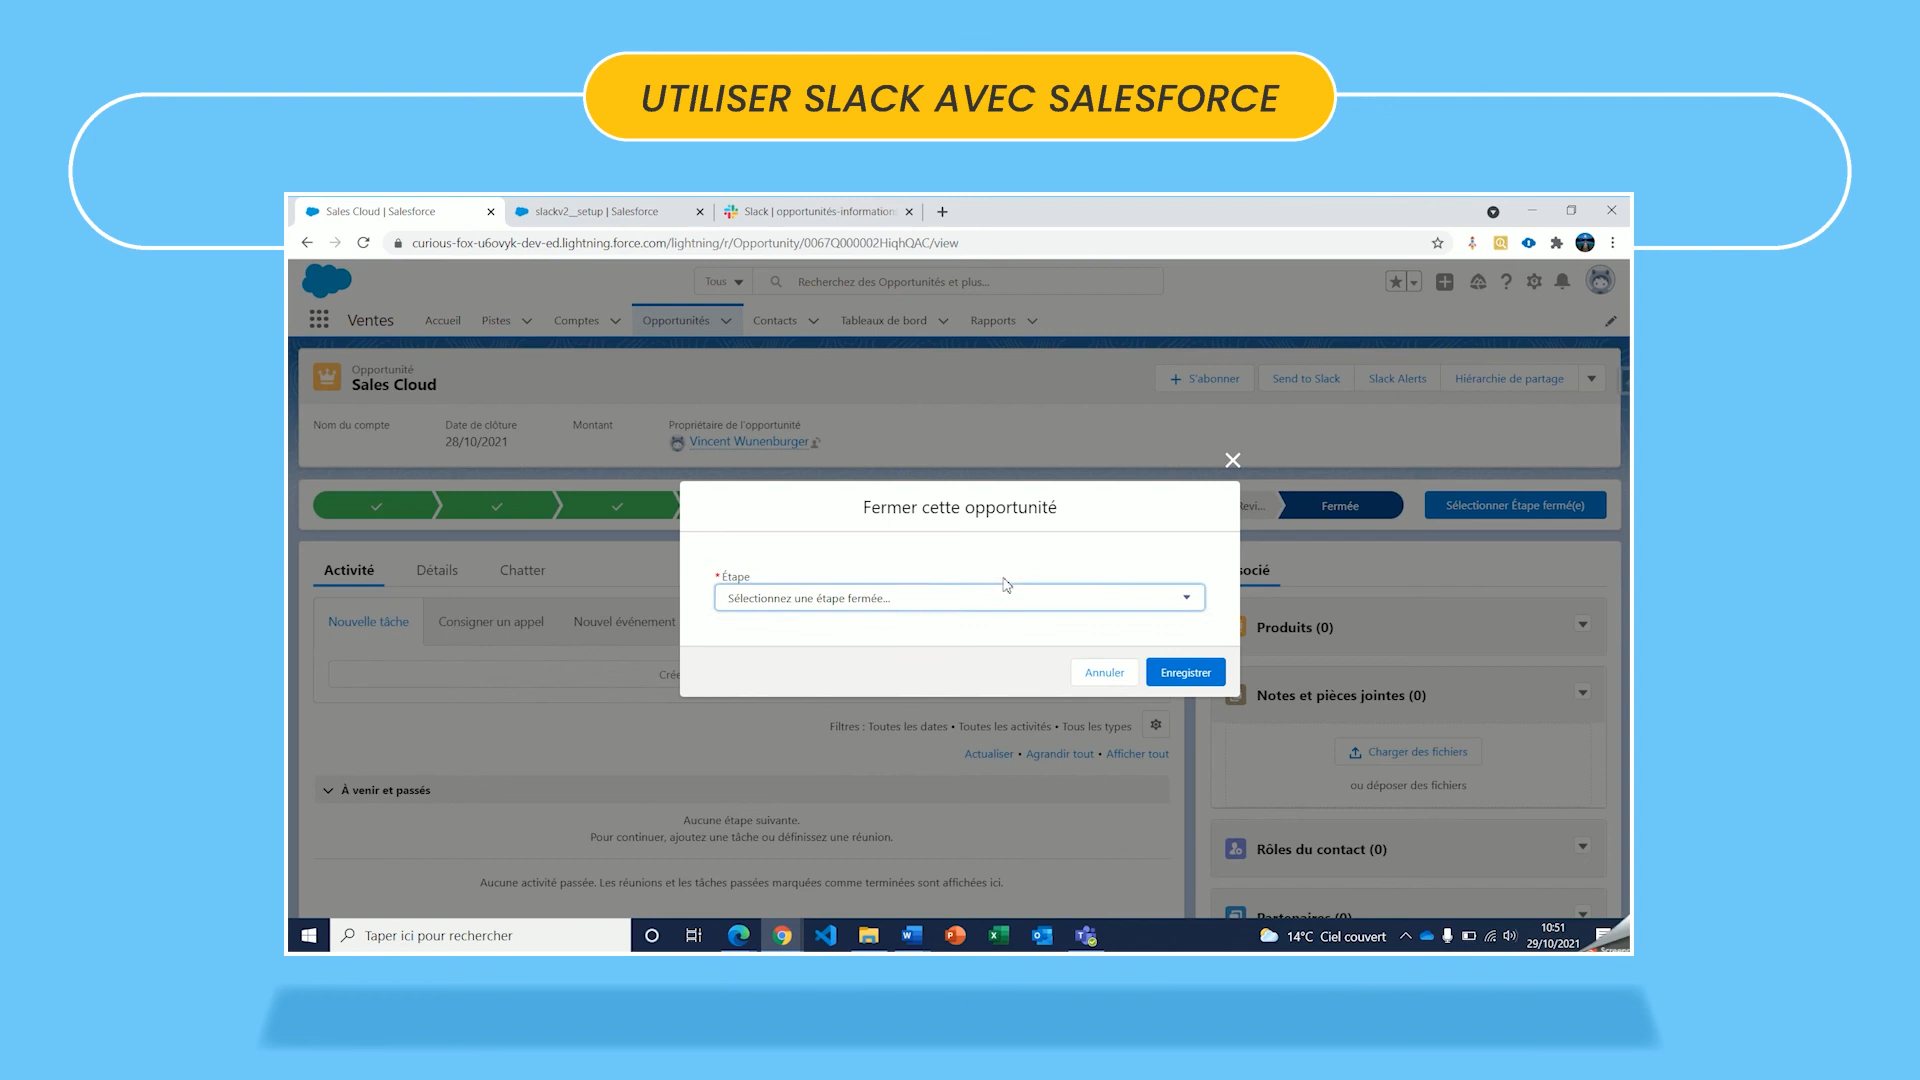 UTILISER SLACK AVEC SALESFORCE
Sales Cloud | Salesforce
slackv2__setup | Salesforce
Slack | opportunités-information
curious-fox-u6ovyk-dev-ed.lightning.force.com/lightning/r/Opportunity/0067Q000002HiqhQAC/view
Tous
Recherchez des Opportunités et plus...
Ventes
Accueil
Pistes
Comptes
Opportunités
Contacts
Tableaux de bord
Rapports
Opportunité
Sales Cloud
S'abonner
Send to Slack
Slack Alerts
Hiérarchie de partage
Nom du compte
Date de clôture
Montant
Propriétaire de l'opportunité
28/10/2021
Vincent Wunenburger
Fermer cette opportunité
Fermée
Sélectionner Étape fermé(e)
*Étape
Sélectionnez une étape fermée...
Annuler
Enregistrer
Activité
Détails
Chatter
Nouvelle tâche
Consigner un appel
Nouvel événement
Crée
Filtres : Toutes les dates • Toutes les activités • Tous les types
Actualiser • Agrandir tout • Afficher tout
À venir et passés
Aucune étape suivante.
Pour continuer, ajoutez une tâche ou définissez une réunion.
Aucune activité passée. Les réunions et les tâches passées marquées comme terminées sont affichées ici.
socié
Produits (0)
Notes et pièces jointes (0)
Charger des fichiers
ou déposer des fichiers
Rôles du contact (0)
Partenaires (0)
Taper ici pour rechercher
14°C Ciel couvert
10:51
29/10/2021